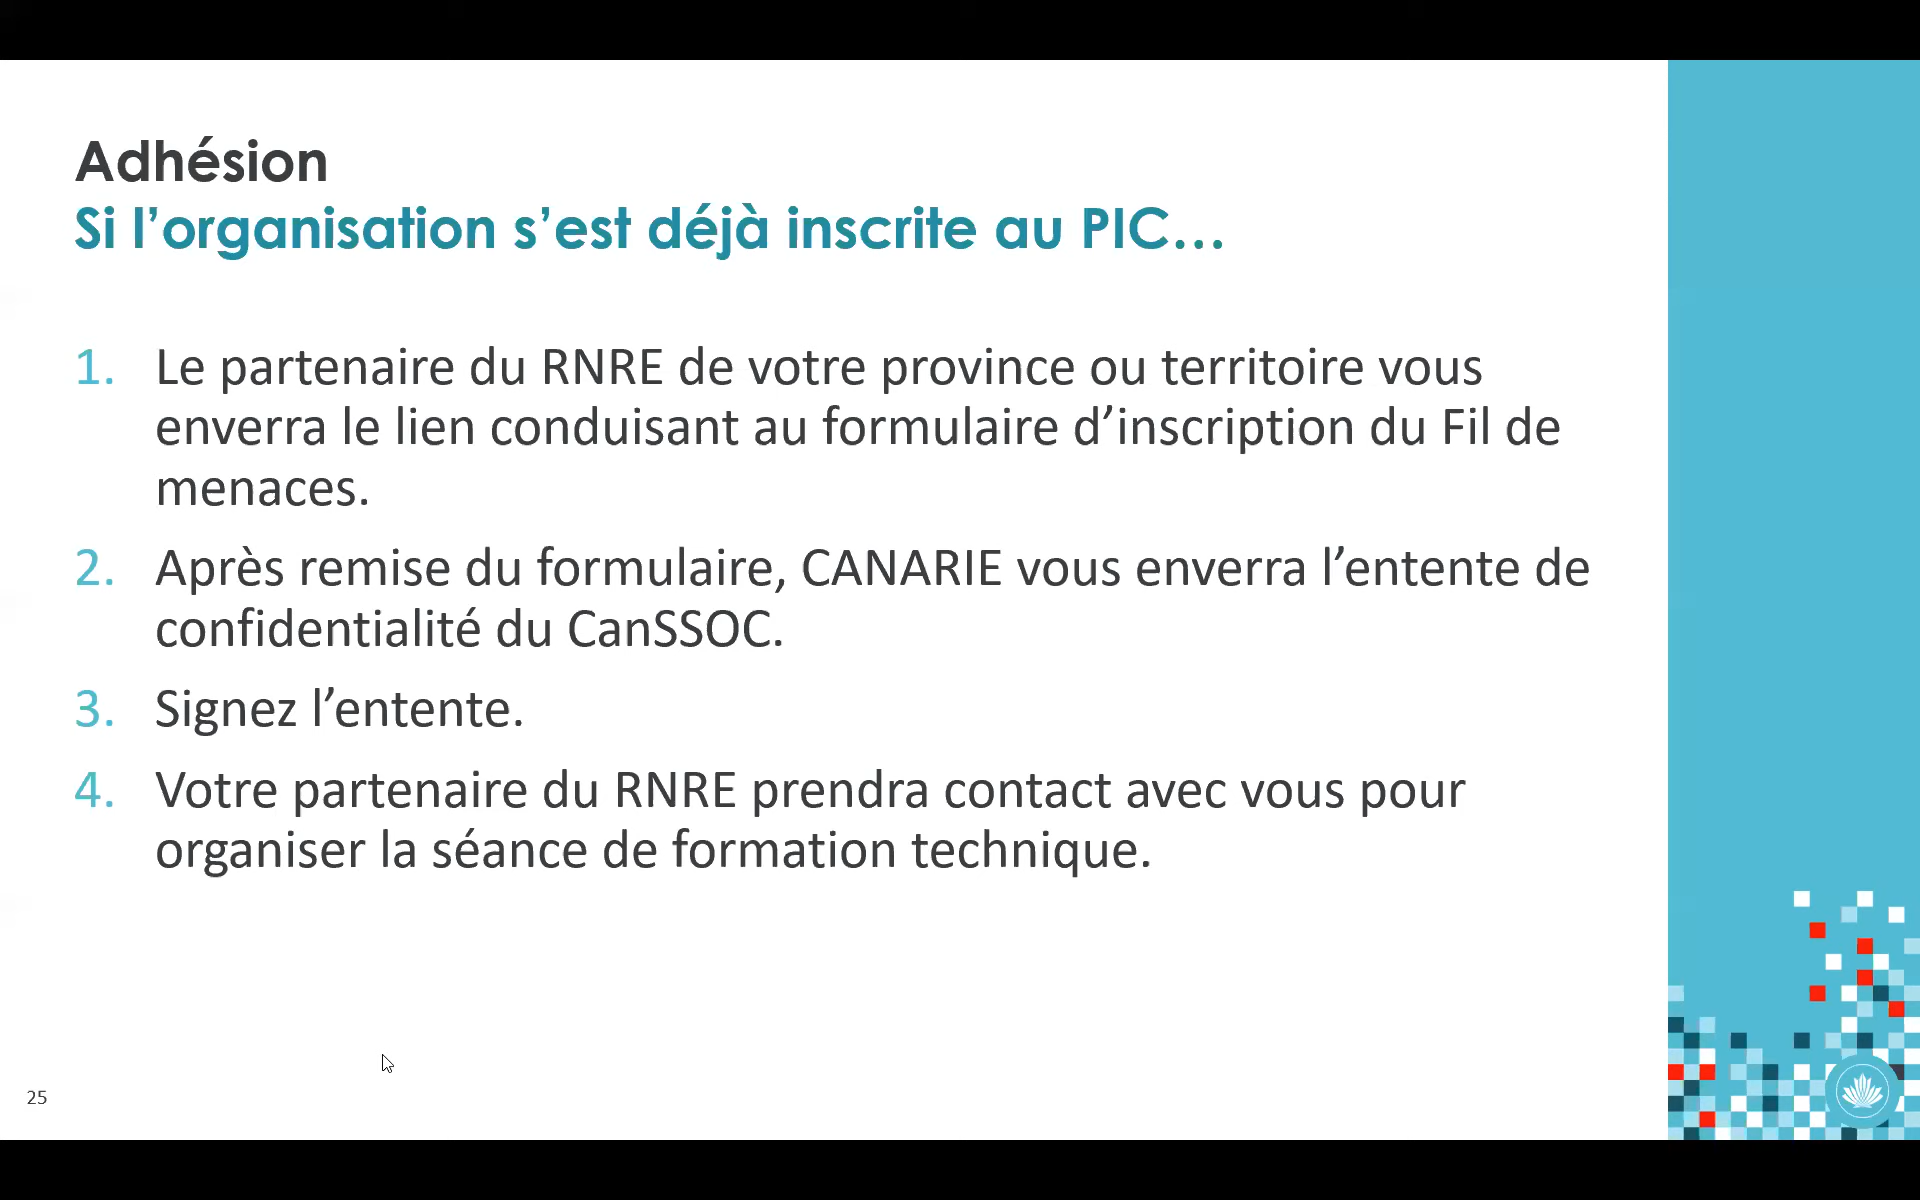 Adhésion
Si l’organisation s’est déjà inscrite au PIC…
1. Le partenaire du RNRE de votre province ou territoire vous
enverra le lien conduisant au formulaire d’inscription du Fil de
menaces.
2. Après remise du formulaire, CANARIE vous enverra l’entente de
confidentialité du CanSSOC.
3. Signez l’entente.
4. Votre partenaire du RNRE prendra contact avec vous pour
organiser la séance de formation technique.
25